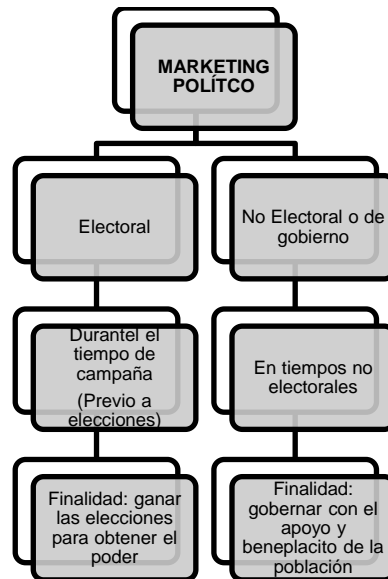 MARKETING
POLÍTCO
Electoral
No Electoral o de
gobierno
Durantel el
tiempo de
campaña
(Previo a
elecciones)
En tiempos no
electorales
Finalidad: ganar
las elecciones
para obtener el
poder
Finalidad:
gobernar con el
apoyo y
beneplacito de la
población